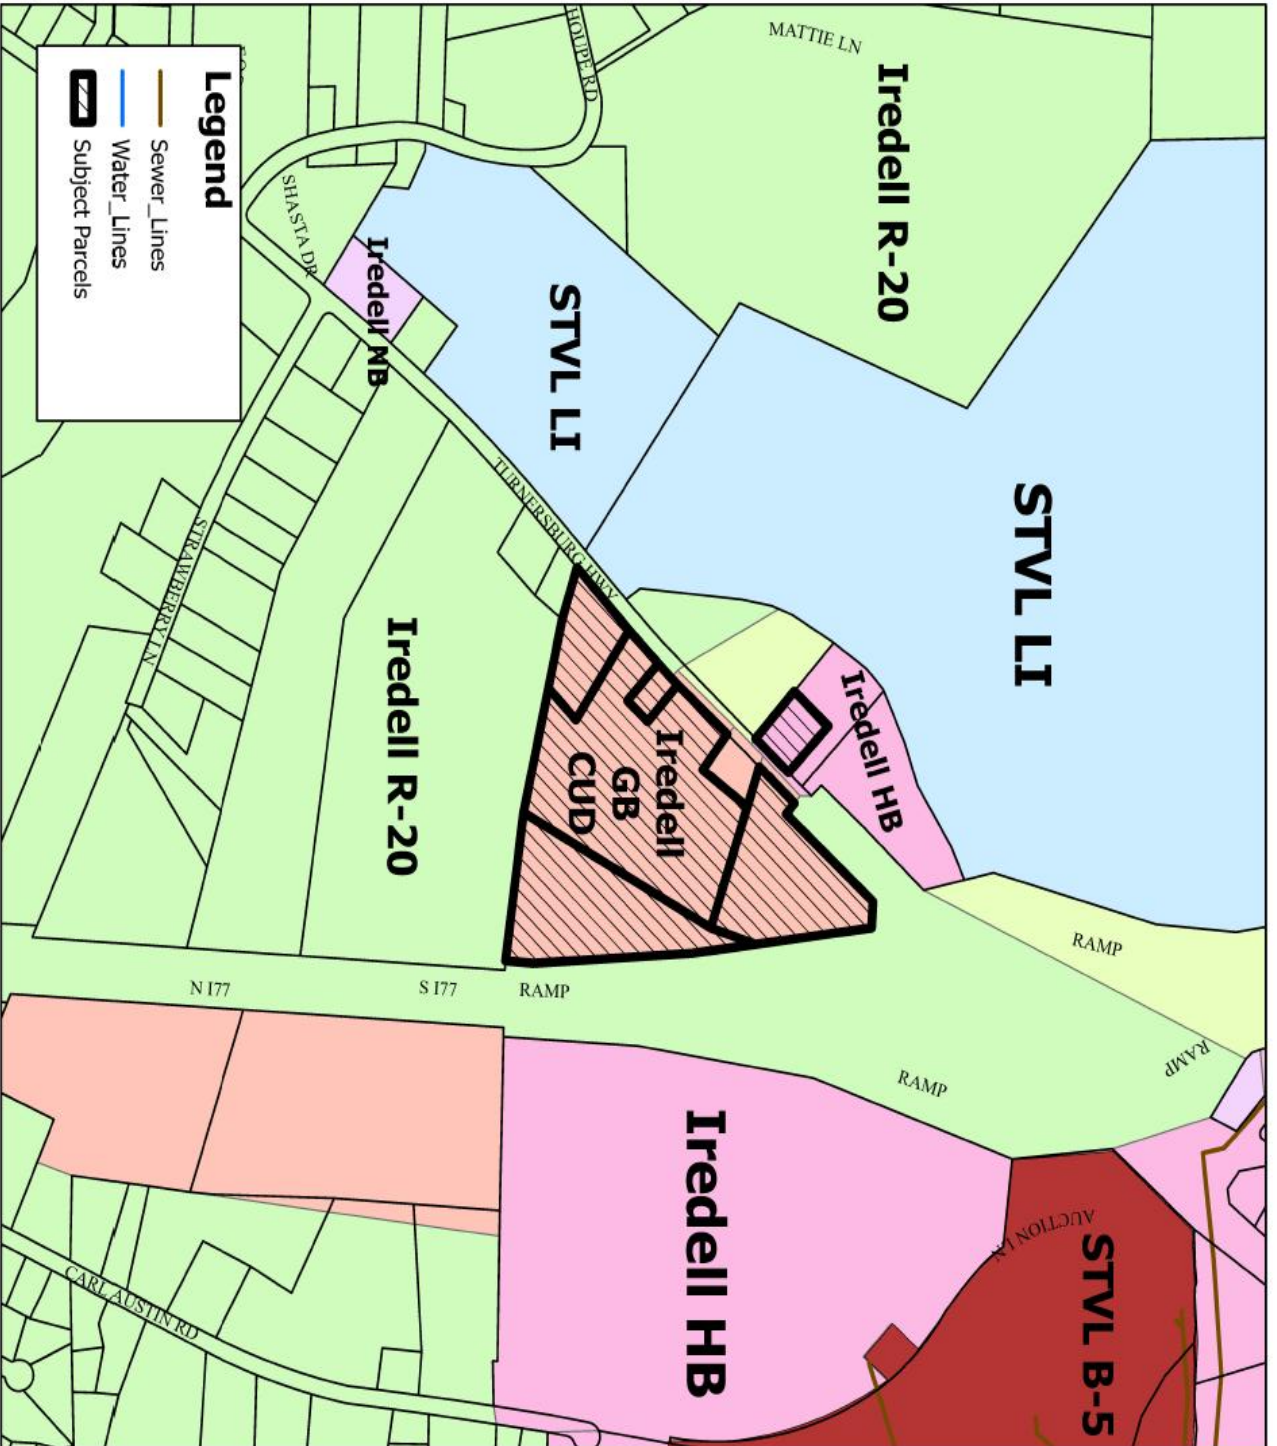 MATTIE LN
HOUPE RD
Iredell R-20
SHASTA DR
Iredell NB
STVL LI
STVL LI
TURNERSBURG HWY
STRAWBERRY LN
Iredell R-20
Iredell
GB
CUD
Iredell HB
RAMP
RAMP
RAMP
RAMP
N I77
S I77
Iredell HB
AUCTION LN
STVL B-5
CARL AUSTIN RD
Legend
Sewer_Lines
Water_Lines
Subject Parcels